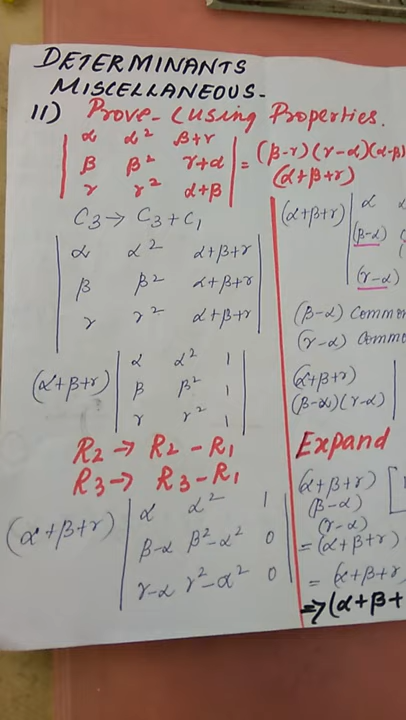 DETERMINANTS
MISCELLANEOUS-
11) Prove- (using Properties.
| α α² β+γ |
| β β² γ+α | = (β-γ)(γ-α)(α-β)
| γ γ² α+β | (α+β+γ)
C3 → C3 + C1
| α α² α+β+γ |
| β β² α+β+γ |
| γ γ² α+β+γ |
(α+β+γ) | α α² 1 |
| β β² 1 |
| γ γ² 1 |
R2 → R2 - R1
R3 → R3 - R1
(α+β+γ) | α α² 1 |
| β-α β²-α² 0 |
| γ-α γ²-α² 0 |
(α+β+γ) | α
(β-α)
(γ-α)
(β-α) Common
(γ-α) Commo
(α+β+γ)
(β-α)(γ-α)
Expand
(α+β+γ) [
(β-α)
(γ-α)
= (α+β+γ)
= (α+β+γ
=> (α+β+